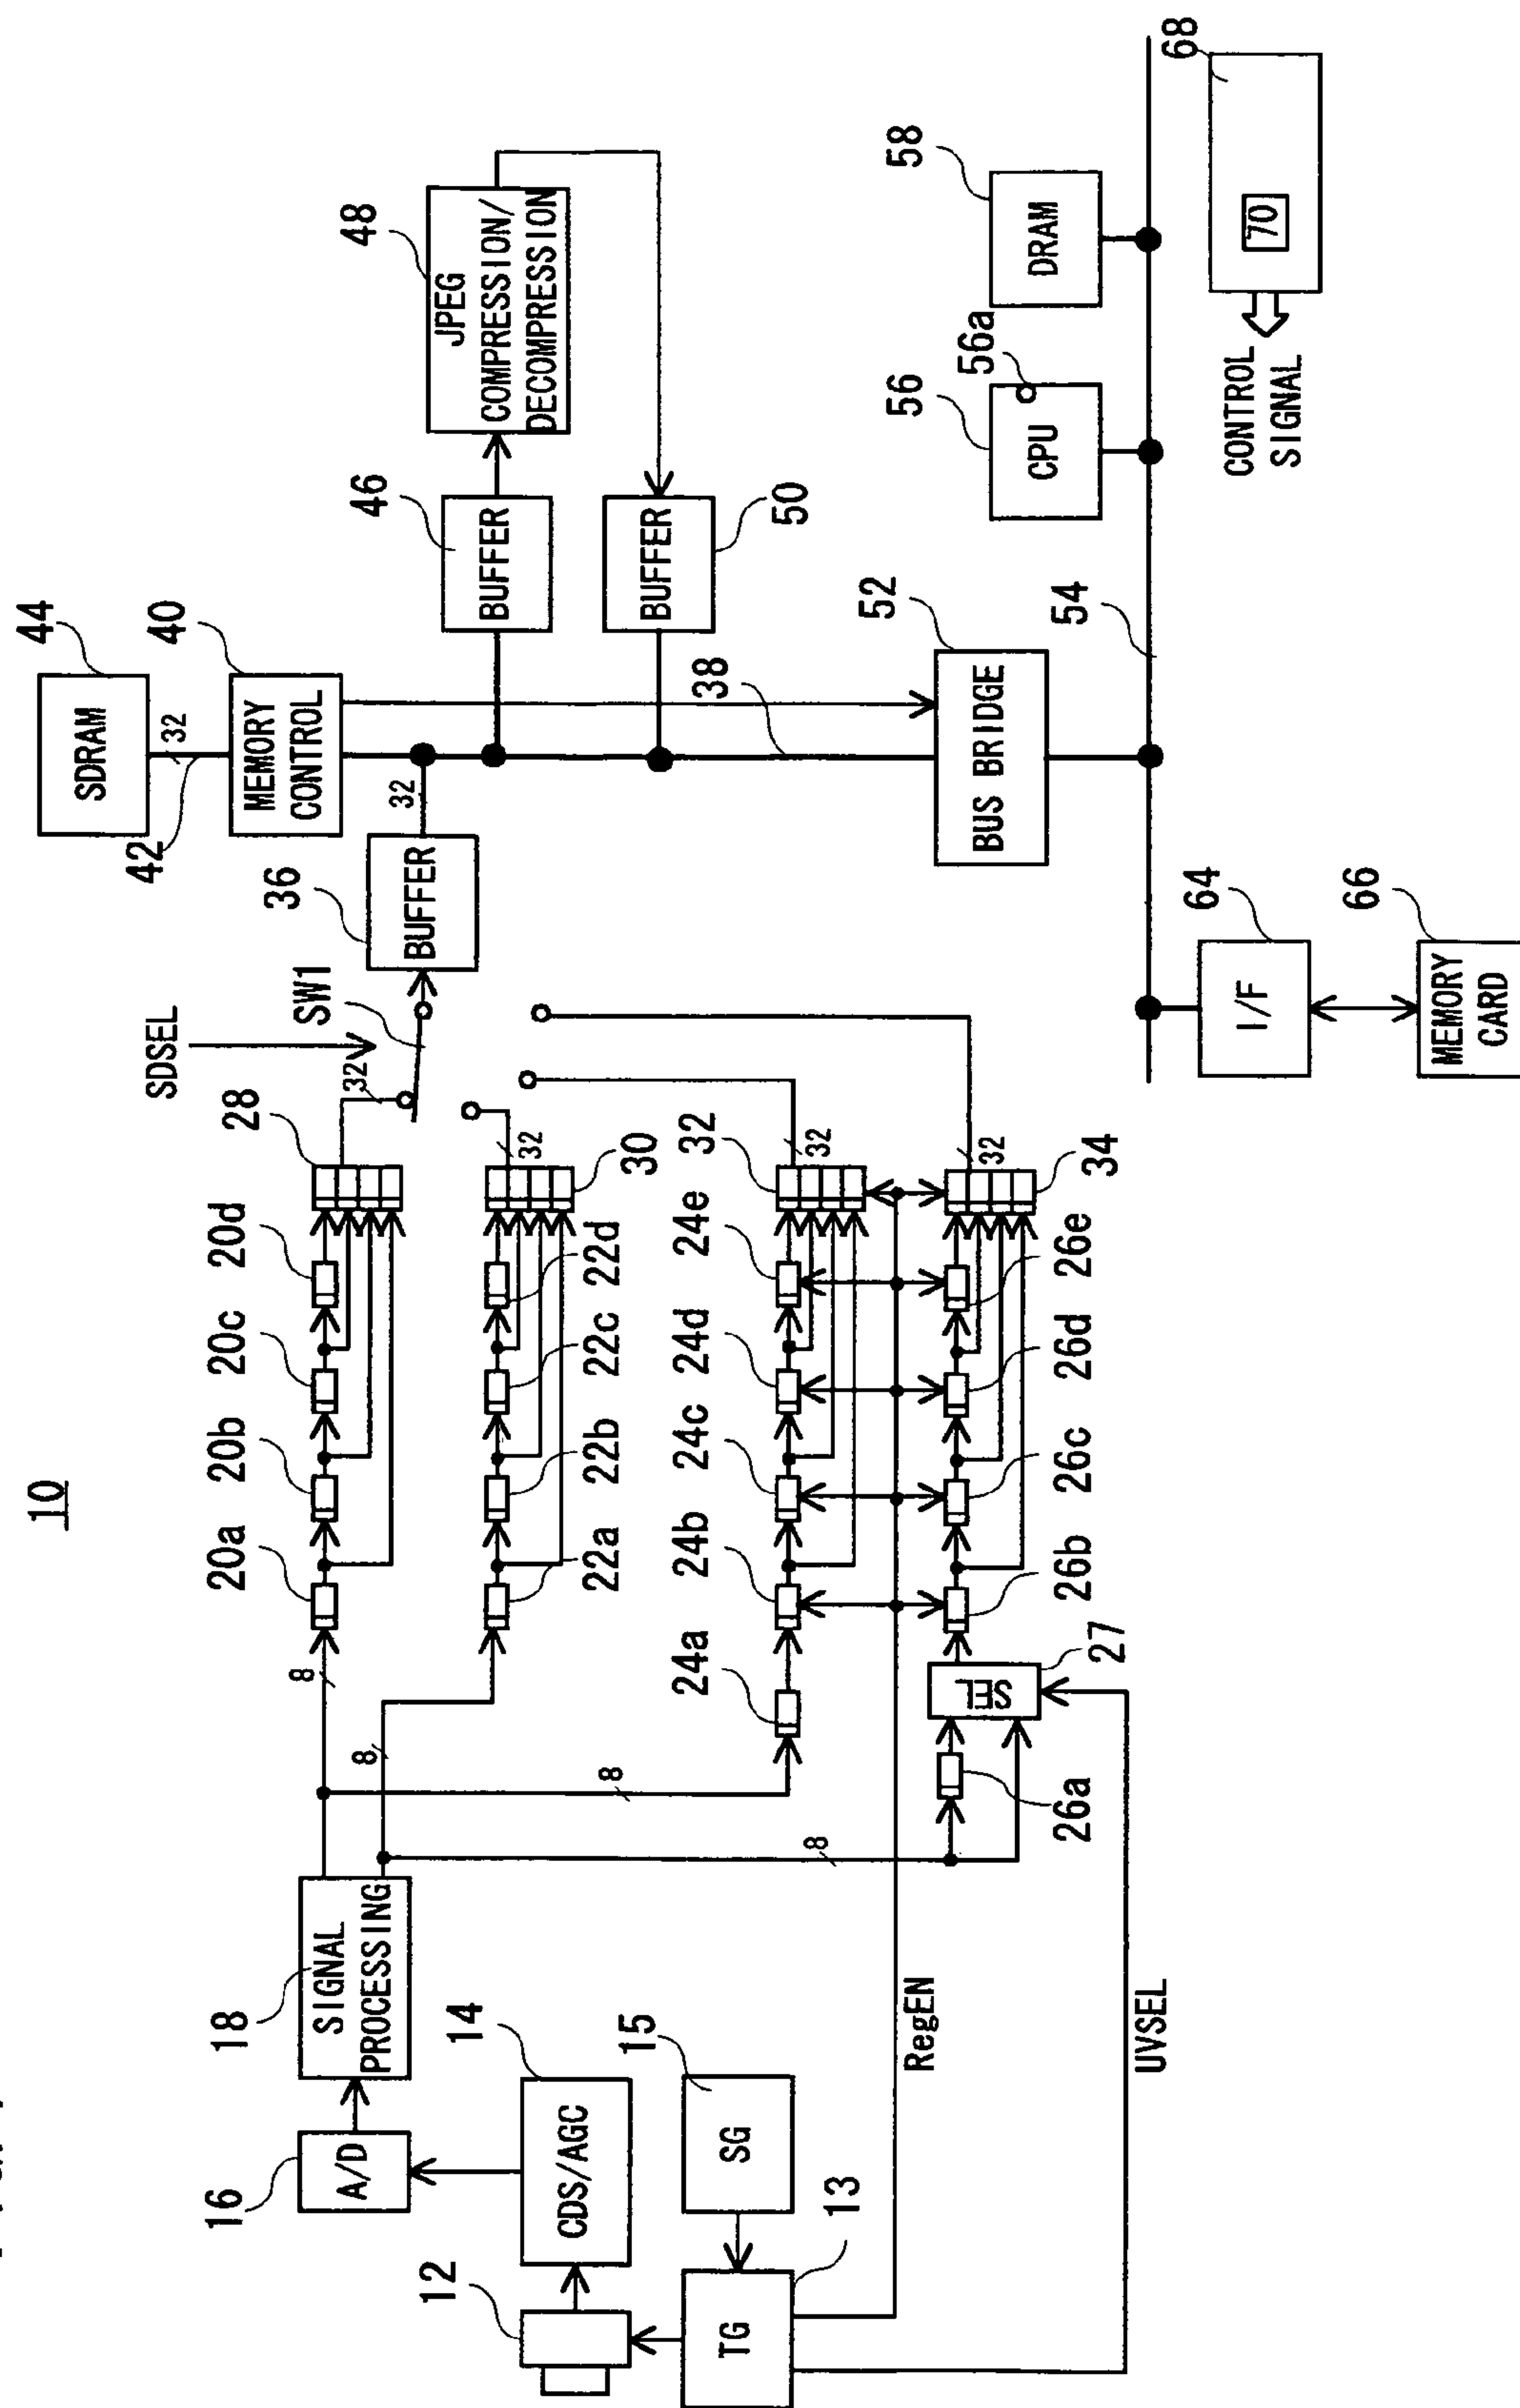 10
SDSEL
SW1
44
SDRAM
32
42
40
MEMORY
CONTROL
36
BUFFER
32
46
BUFFER
48
JPEG
COMPRESSION/
DECOMPRESSION
50
BUFFER
38
52
BUS BRIDGE
54
56
56a
CPU
58
DRAM
68
70
CONTROL
SIGNAL
64
I/F
66
MEMORY
CARD
20a
20b
20c
20d
28
32
8
22a
22b
22c
22d
30
32
8
24a
24b
24c
24d
24e
32
32
8
26a
26b
26c
26d
26e
34
32
8
27
SEL
18
SIGNAL
PROCESSING
16
A/D
14
CDS/AGC
12
15
SG
13
TG
RegEN
UVSEL